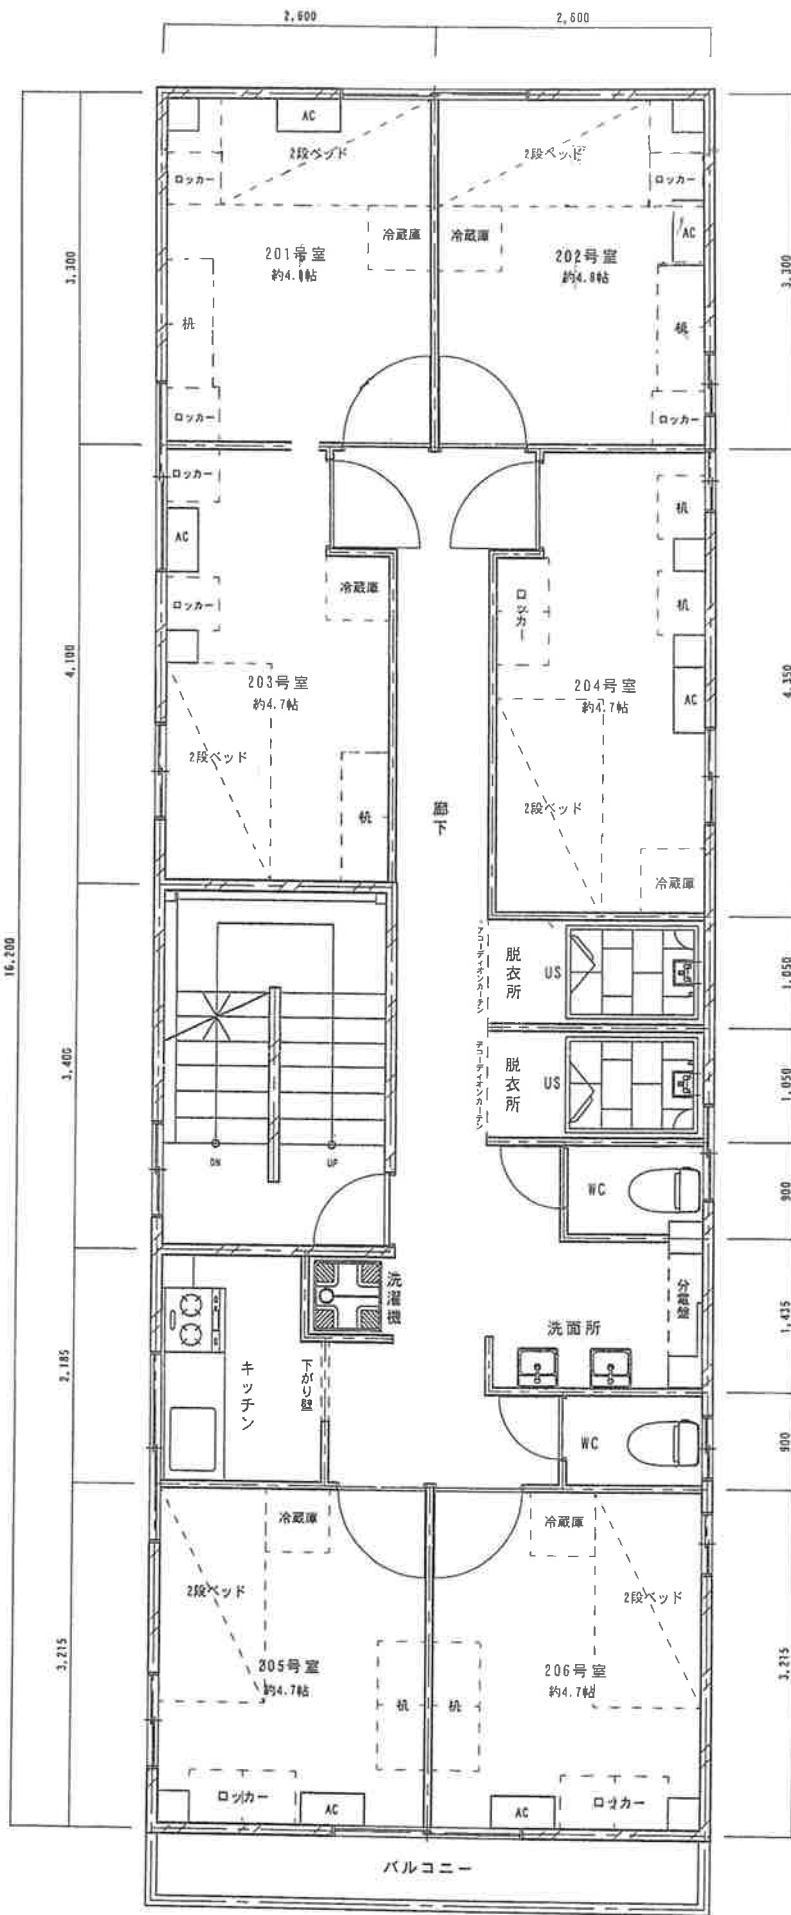 2,600
2,600
AC
2段ベッド
2段ベッド
ロッカー
ロッカー
冷蔵庫
冷蔵庫
AC
201号室
約4.8帖
202号室
約4.8帖
3,300
3,300
机
机
ロッカー
ロッカー
ロッカー
机
AC
ロッカー
冷蔵庫
ロッカー
机
4,100
4,350
203号室
約4.7帖
204号室
約4.7帖
AC
2段ベッド
2段ベッド
机
廊下
冷蔵庫
16,200
アコーディオンカーテン
脱衣所
US
1,050
3,400
アコーディオンカーテン
脱衣所
US
1,050
DN
UP
WC
900
洗濯機
分電盤
洗面所
1,435
2,185
キッチン
下がり壁
WC
900
冷蔵庫
冷蔵庫
2段ベッド
2段ベッド
3,215
3,215
205号室
約4.7帖
206号室
約4.7帖
机
机
ロッカー
AC
AC
ロッカー
バルコニー